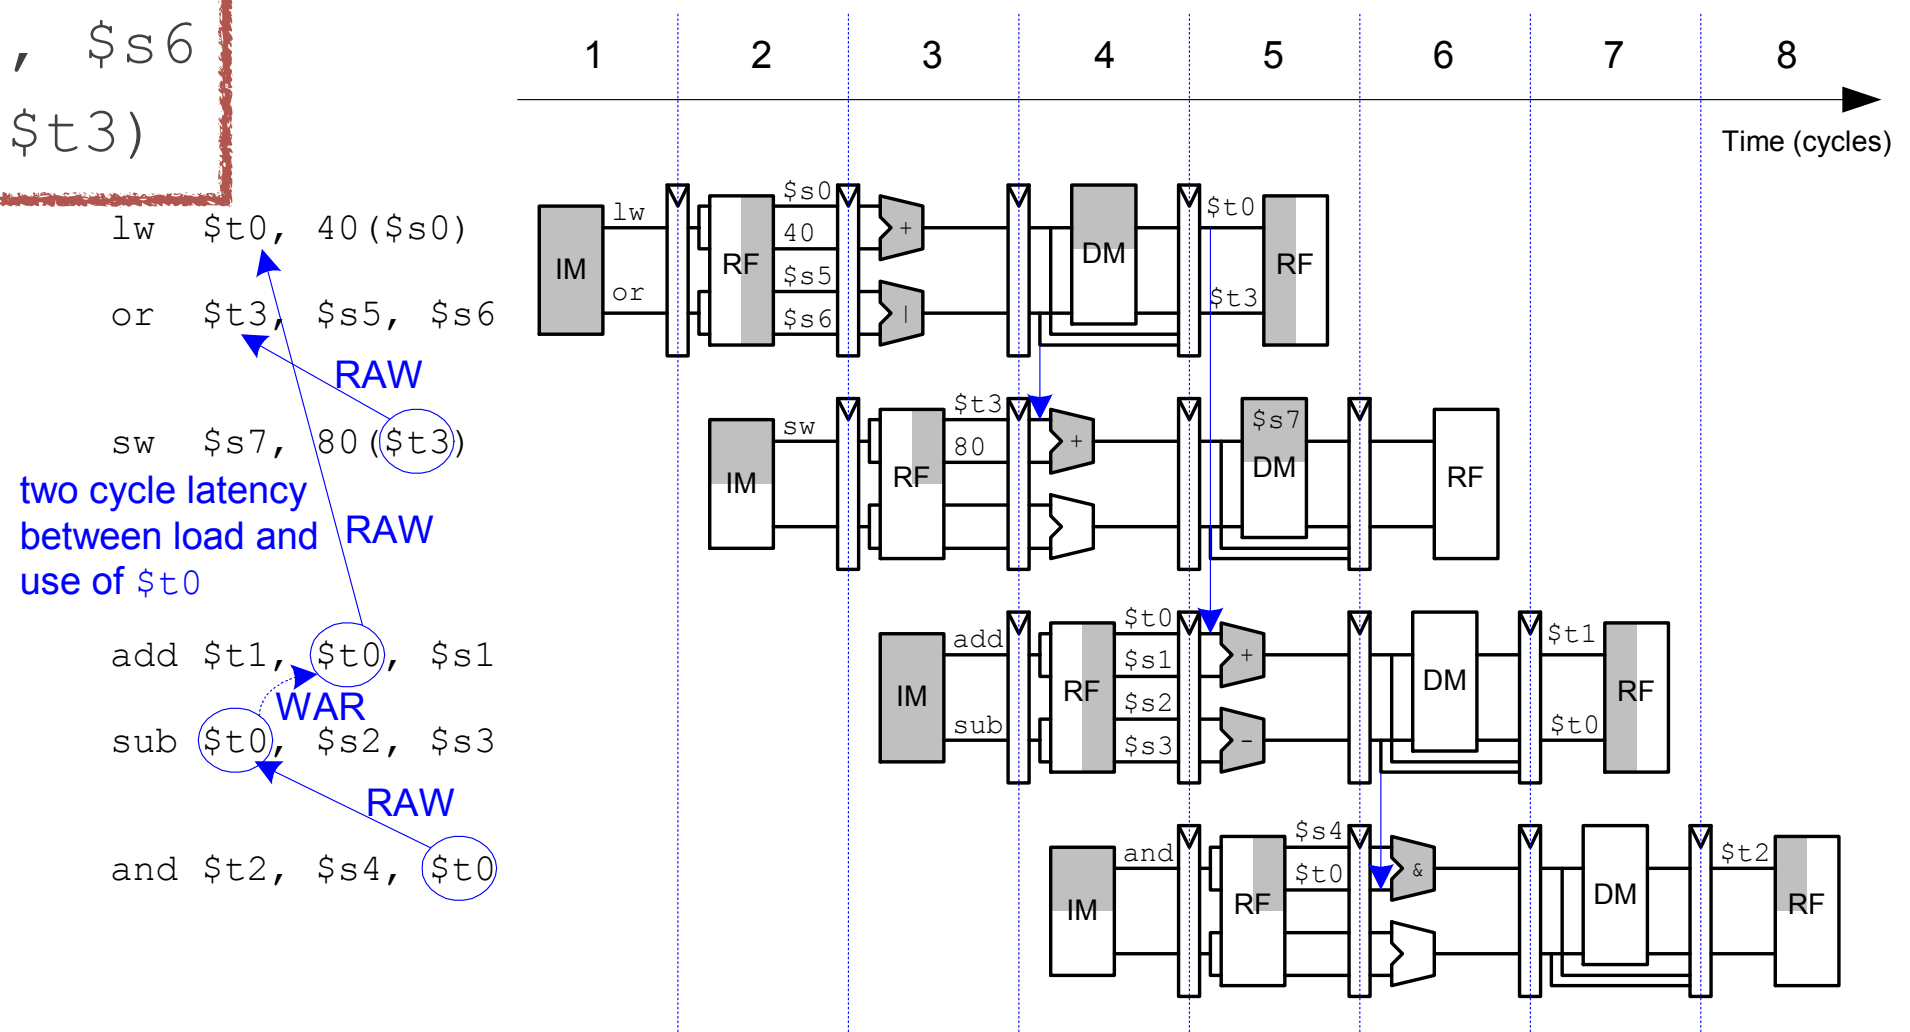 , $s6
$t3)
1 2 3 4 5 6 7 8
Time (cycles)
lw $t0, 40($s0)
or $t3, $s5, $s6
RAW
sw $s7, 80($t3)
two cycle latency
between load and
use of $t0
RAW
add $t1, $t0, $s1
WAR
sub $t0, $s2, $s3
RAW
and $t2, $s4, $t0
IM
lw
or
RF
$s0
40
$s5
$s6
+
|
DM
$t0
$t3
RF
IM
sw
RF
$t3
80
+
$s7
DM
RF
IM
add
sub
RF
$t0
$s1
$s2
$s3
+
-
DM
$t1
$t0
RF
IM
and
RF
$s4
$t0
&
DM
$t2
RF